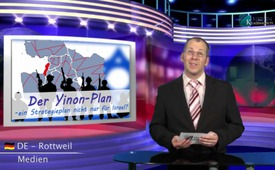 Der Yinon-Plan
-ein Strategieplan nicht nur für Israel?
DE – Rottweil
Medien